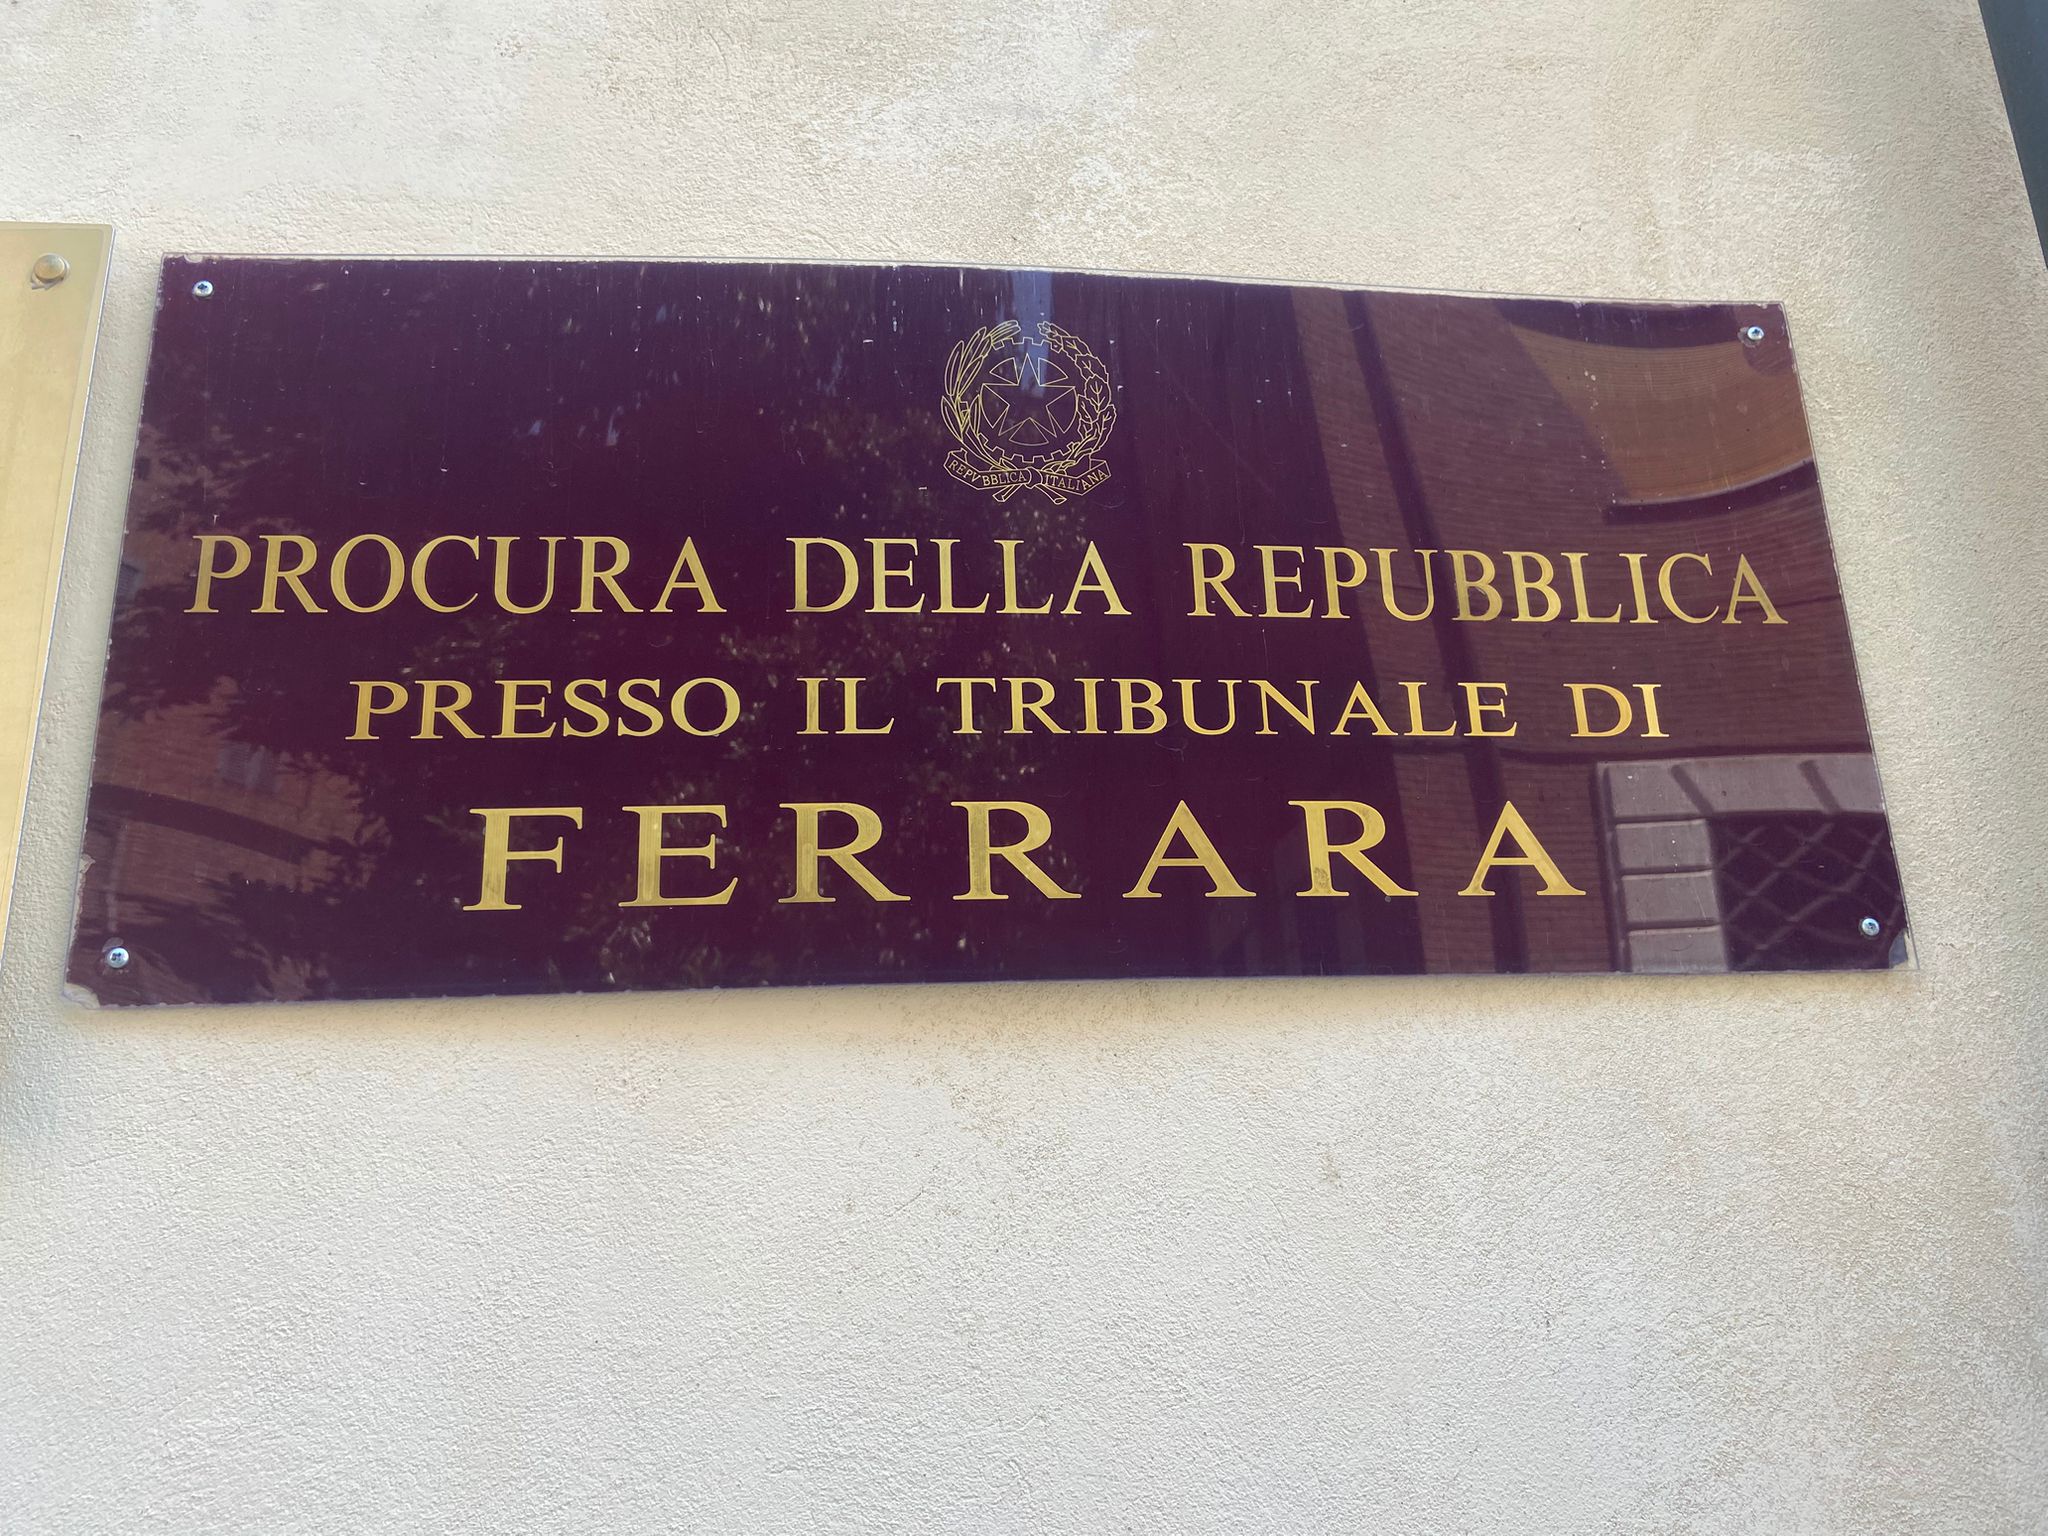 REPVBBLICA ITALIANA
PROCURA DELLA REPUBBLICA
PRESSO IL TRIBUNALE DI
FERRARA